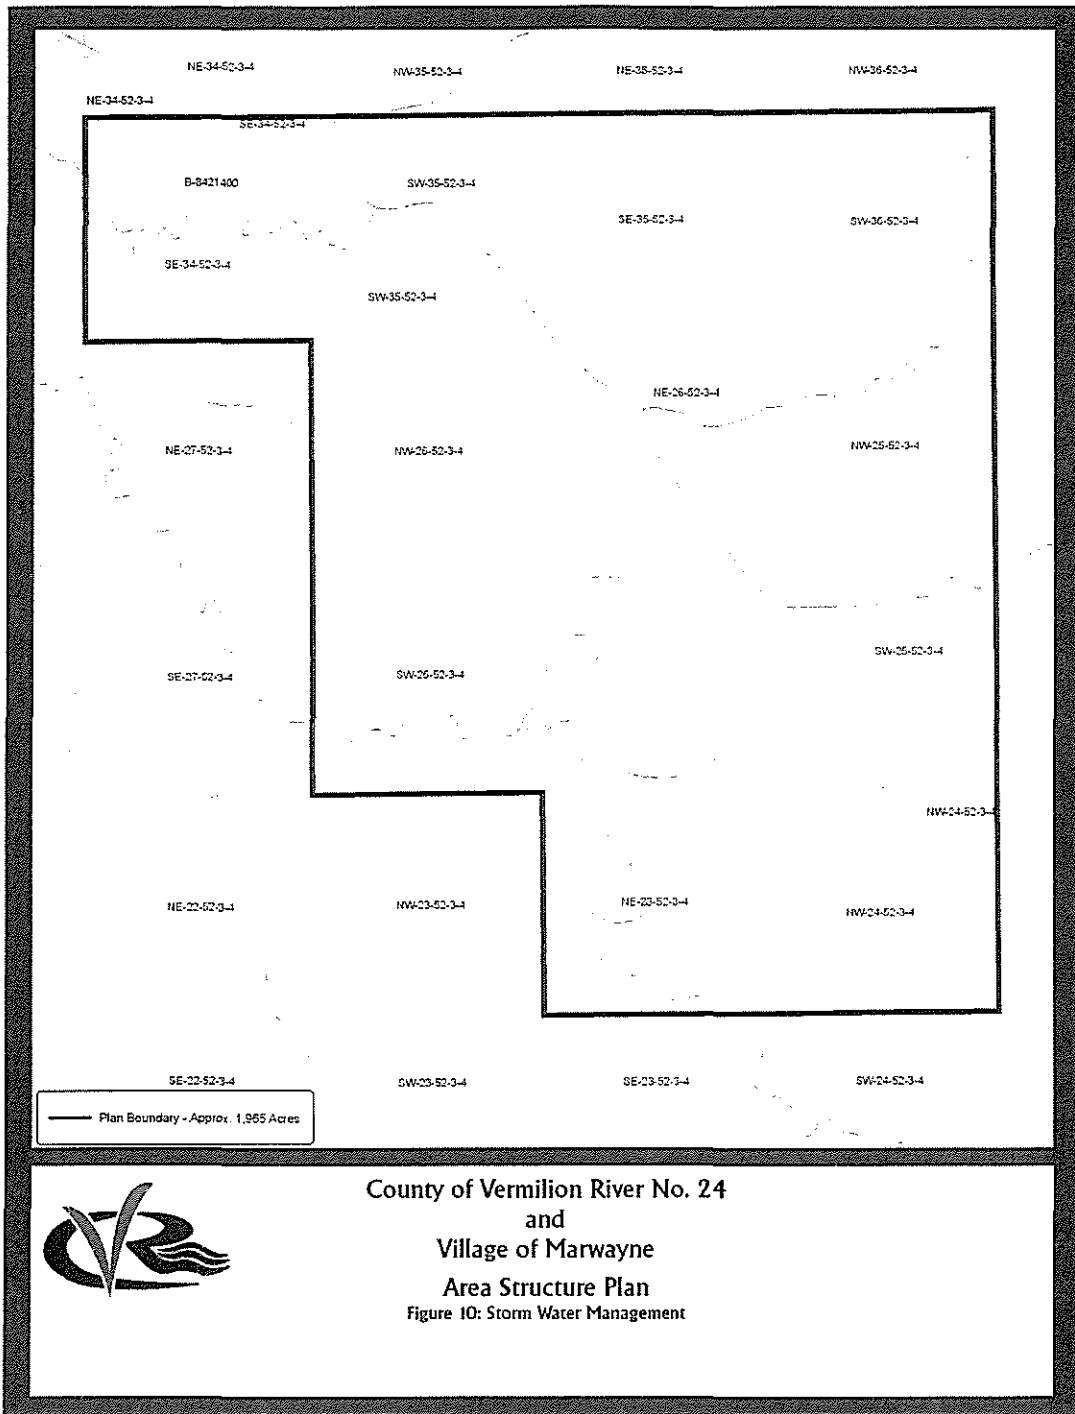 NE-34-52-3-4
NW-35-52-3-4
NE-35-52-3-4
NW-36-52-3-4
NE-34-52-3-4
SE-34-52-3-4
B-8421400
SW-35-52-3-4
SE-35-52-3-4
SW-36-52-3-4
SE-34-52-3-4
SW-35-52-3-4
NE-26-52-3-4
NE-27-52-3-4
NW-26-52-3-4
NW-25-52-3-4
SW-25-52-3-4
SE-27-52-3-4
SW-26-52-3-4
NW-24-52-3-4
NE-22-52-3-4
NW-23-52-3-4
NE-23-52-3-4
NW-24-52-3-4
SE-22-52-3-4
SW-23-52-3-4
SE-23-52-3-4
SW-24-52-3-4
Plan Boundary - Approx. 1,955 Acres
County of Vermilion River No. 24
and
Village of Marwayne
Area Structure Plan
Figure 10: Storm Water Management